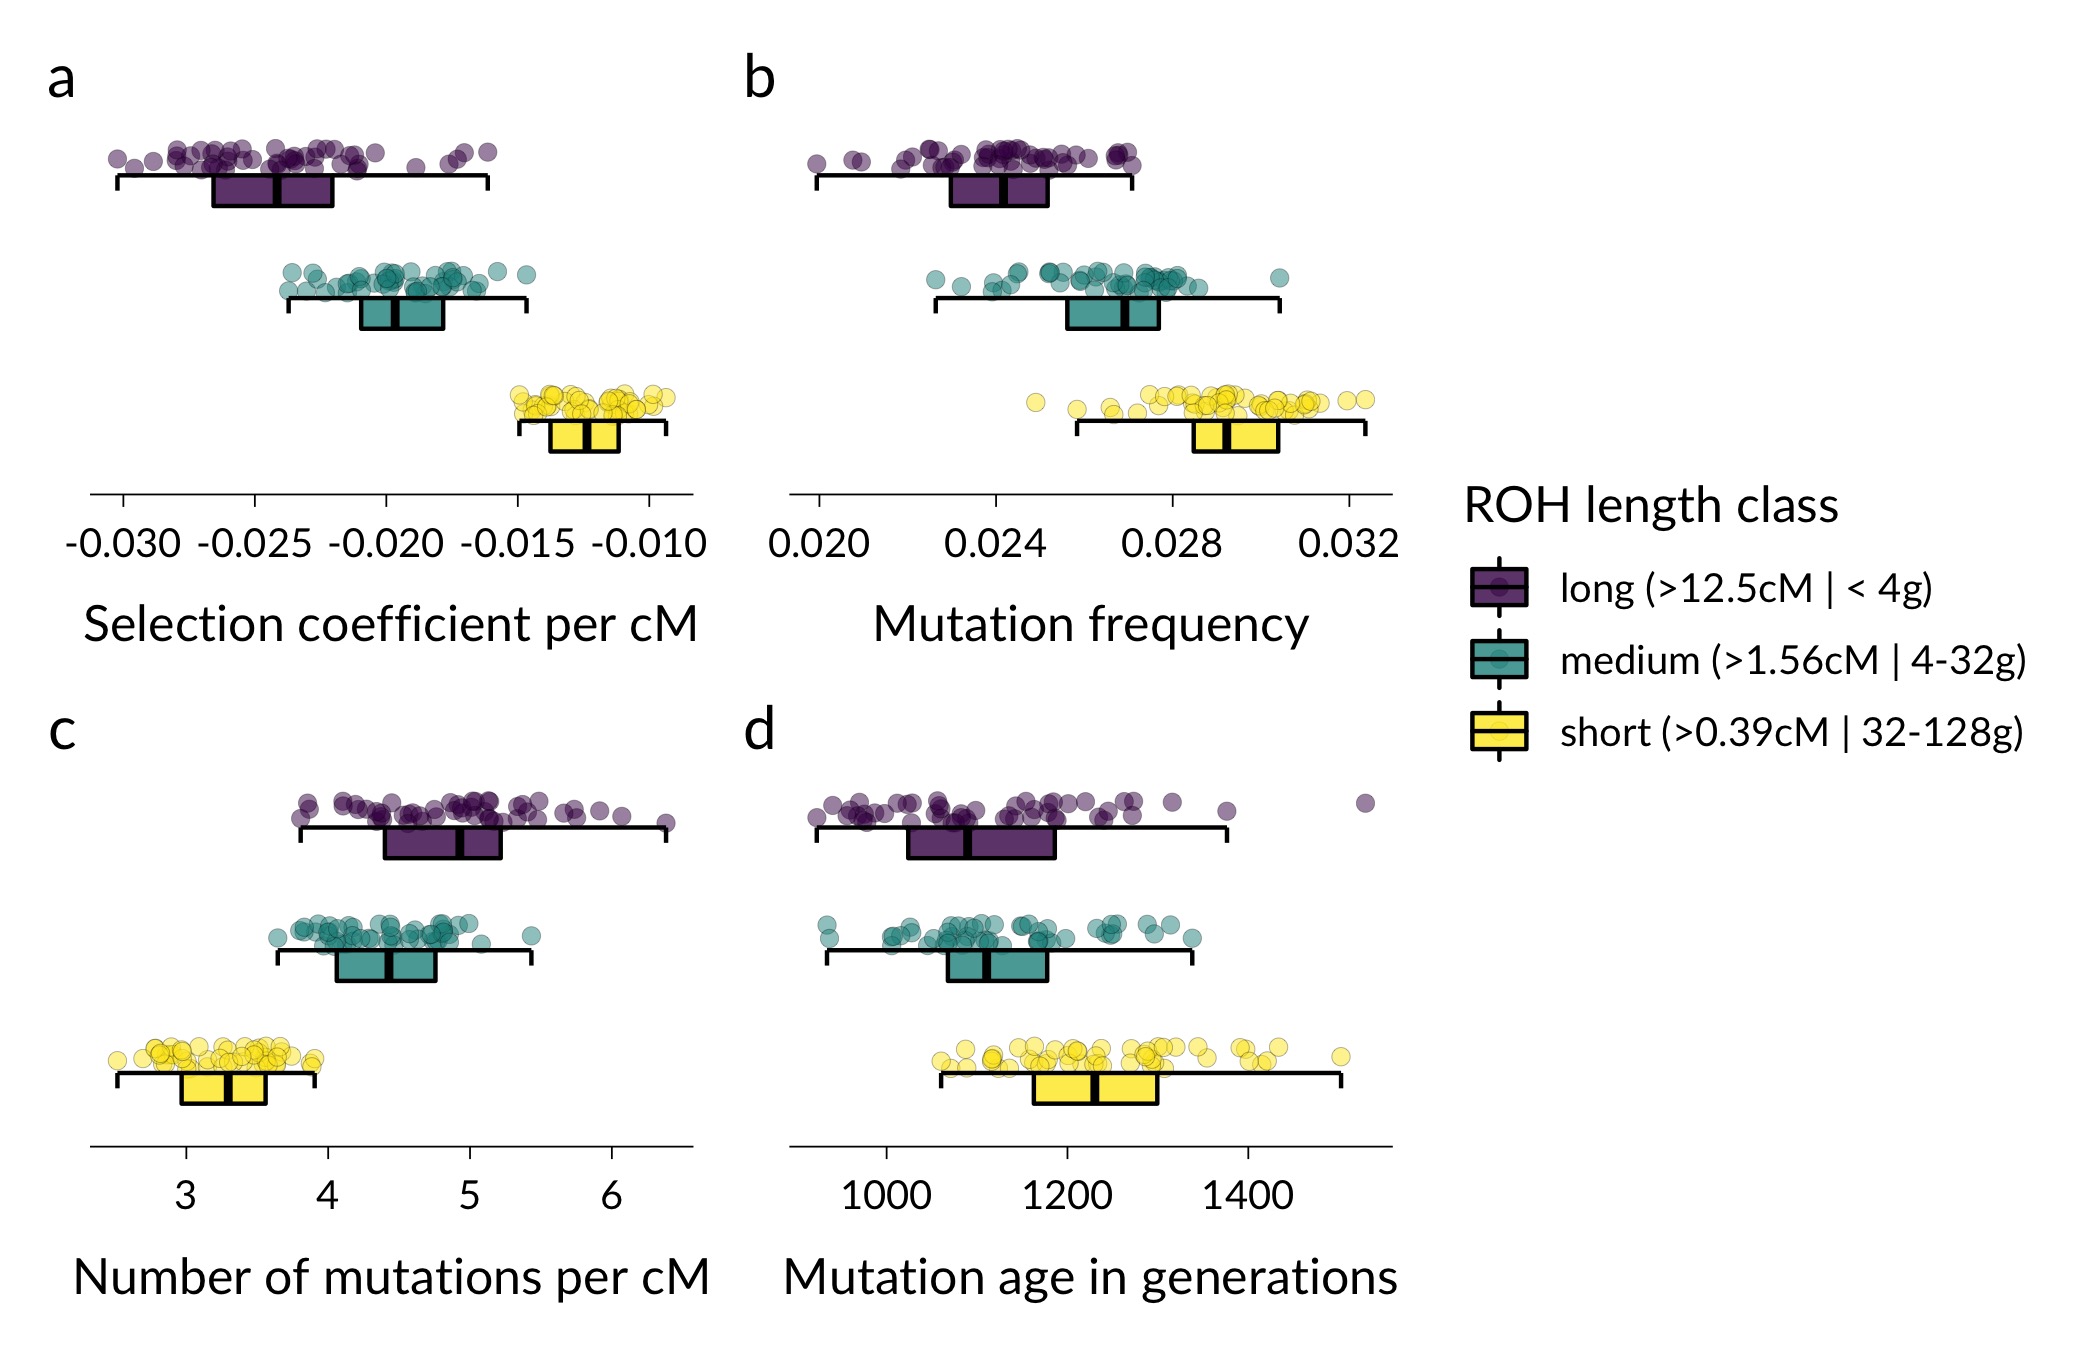 a
-0.030 -0.025 -0.020 -0.015 -0.010
Selection coefficient per cM
b
0.020 0.024 0.028 0.032
Mutation frequency
c
3 4 5 6
Number of mutations per cM
d
1000 1200 1400
Mutation age in generations
ROH length class
long (>12.5cM | < 4g)
medium (>1.56cM | 4-32g)
short (>0.39cM | 32-128g)